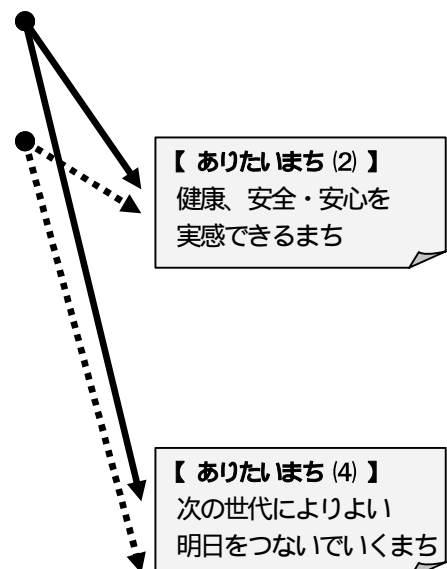 【 ありたいまち (2) 】
健康、安全・安心を
実感できるまち
【 ありたいまち (4) 】
次の世代によりよい
明日をつないでいくまち